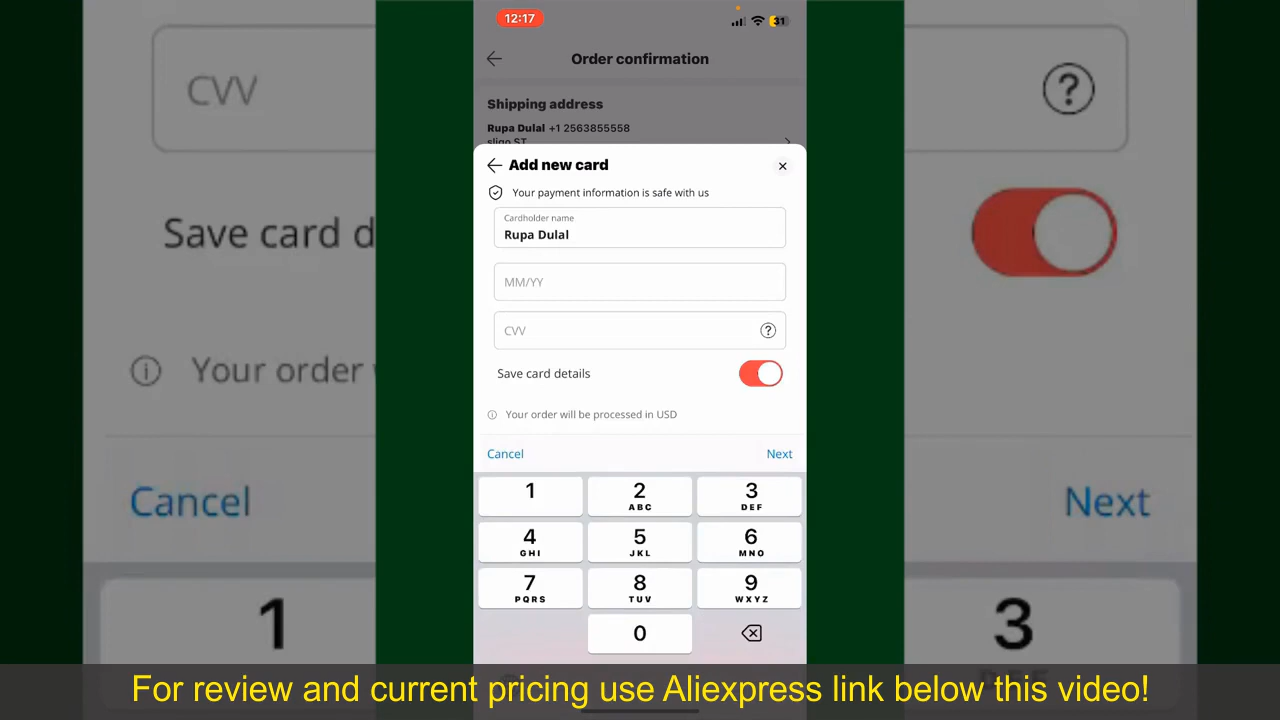 12:17
31
Order confirmation
Shipping address
Rupa Dulal +1 2563855558
sligo ST
Add new card
Your payment information is safe with us
Cardholder name
Rupa Dulal
MM/YY
CVV
?
Save card details
Your order will be processed in USD
Cancel
Next
1
2
ABC
3
DEF
4
GHI
5
JKL
6
MNO
7
PQRS
8
TUV
9
WXYZ
0
CVV
?
Save card d
Your order
Cancel
Next
1
3
For review and current pricing use Aliexpress link below this video!